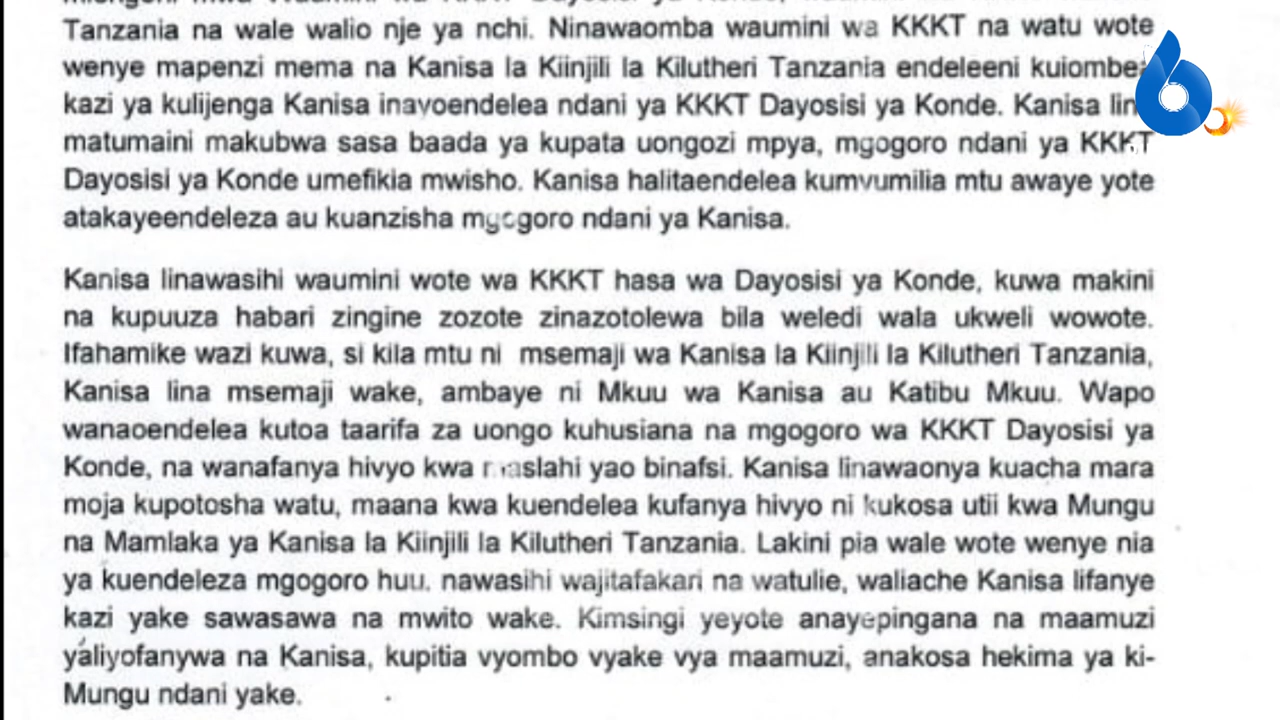 Tanzania na wale walio nje ya nchi. Ninawaomba waumini wa KKKT na watu wote
wenye mapenzi mema na Kanisa la Kiinjili la Kilutheri Tanzania endeleeni kuiombea
kazi ya kulijenga Kanisa inayoendelea ndani ya KKKT Dayosisi ya Konde. Kanisa lina
matumaini makubwa sasa baada ya kupata uongozi mpya, mgogoro ndani ya KKKT
Dayosisi ya Konde umefikia mwisho. Kanisa halitaendelea kumvumilia mtu awaye yote
atakayeendeleza au kuanzisha mgogoro ndani ya Kanisa.
Kanisa linawasihi waumini wote wa KKKT hasa wa Dayosisi ya Konde, kuwa makini
na kupuuza habari zingine zozote zinazotolewa bila weledi wala ukweli wowote.
Ifahamike wazi kuwa, si kila mtu ni msemaji wa Kanisa la Kiinjili la Kilutheri Tanzania,
Kanisa lina msemaji wake, ambaye ni Mkuu wa Kanisa au Katibu Mkuu. Wapo
wanaoendelea kutoa taarifa za uongo kuhusiana na mgogoro wa KKKT Dayosisi ya
Konde, na wanafanya hivyo kwa maslahi yao binafsi. Kanisa linawaonya kuacha mara
moja kupotosha watu, maana kwa kuendelea kufanya hivyo ni kukosa utii kwa Mungu
na Mamlaka ya Kanisa la Kiinjili la Kilutheri Tanzania. Lakini pia wale wote wenye nia
ya kuendeleza mgogoro huu. nawasihi wajitafakari na watulie, waliache Kanisa lifanye
kazi yake sawasawa na mwito wake. Kimsingi yeyote anayepingana na maamuzi
yaliyofanywa na Kanisa, kupitia vyombo vyake vya maamuzi, anakosa hekima ya ki-
Mungu ndani yake.